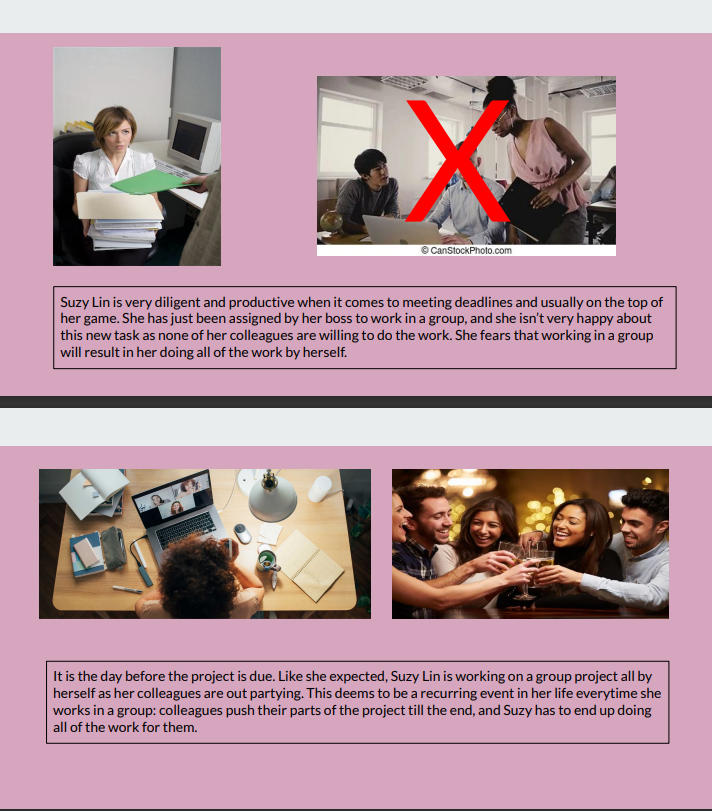 X
© CanStockPhoto.com
Suzy Lin is very diligent and productive when it comes to meeting deadlines and usually on the top of
her game. She has just been assigned by her boss to work in a group, and she isn't very happy about
this new task as none of her colleagues are willing to do the work. She fears that working in a group
will result in her doing all of the work by herself.
It is the day before the project is due. Like she expected, Suzy Lin is working on a group project all by
herself as her colleagues are out partying. This deems to be a recurring event in her life everytime she
works in a group: colleagues push their parts of the project till the end, and Suzy has to end up doing
all of the work for them.